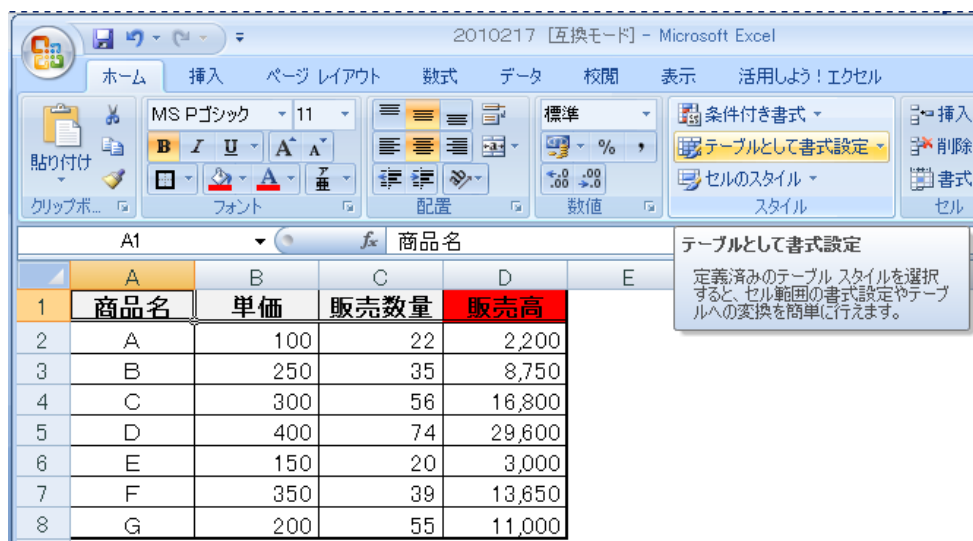 2010217 [互換モード] - Microsoft Excel
ホーム 挿入 ページ レイアウト 数式 データ 校閲 表示 活用しよう！エクセル
MS Pゴシック 11 標準 条件付き書式 挿入
貼り付け B I U A A % , テーブルとして書式設定 削除
A 亜 .0 .00 .00 .0 セルのスタイル 書式
クリップボ... フォント 配置 数値 スタイル セル
A1 fx 商品名
テーブルとして書式設定
定義済みのテーブル スタイルを選択
すると、セル範囲の書式設定やテーブ
ルへの変換を簡単に行えます。
A B C D E
1 商品名 単価 販売数量 販売高
2 A 100 22 2,200
3 B 250 35 8,750
4 C 300 56 16,800
5 D 400 74 29,600
6 E 150 20 3,000
7 F 350 39 13,650
8 G 200 55 11,000